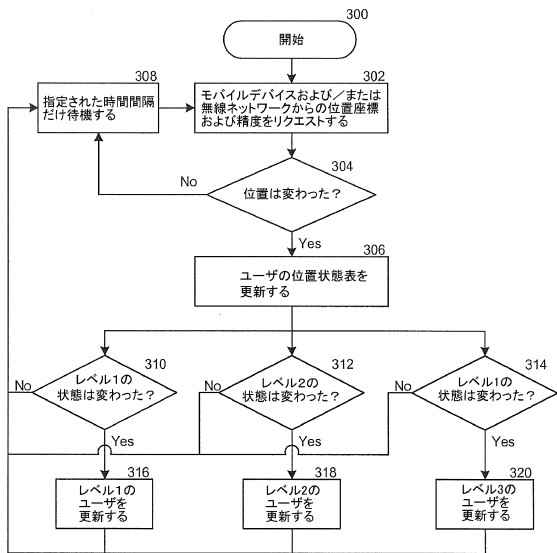 300
開始
308
指定された時間間隔
だけ待機する
302
モバイルデバイスおよび/または
無線ネットワークからの位置座標
および精度をリクエストする
304
位置は変わった?
No
Yes
306
ユーザの位置状態表を
更新する
310
レベル1の
状態は変わった?
No
Yes
312
レベル2の
状態は変わった?
No
Yes
314
レベル1の
状態は変わった?
No
Yes
316
レベル1の
ユーザを
更新する
318
レベル2の
ユーザを
更新する
320
レベル3の
ユーザを
更新する